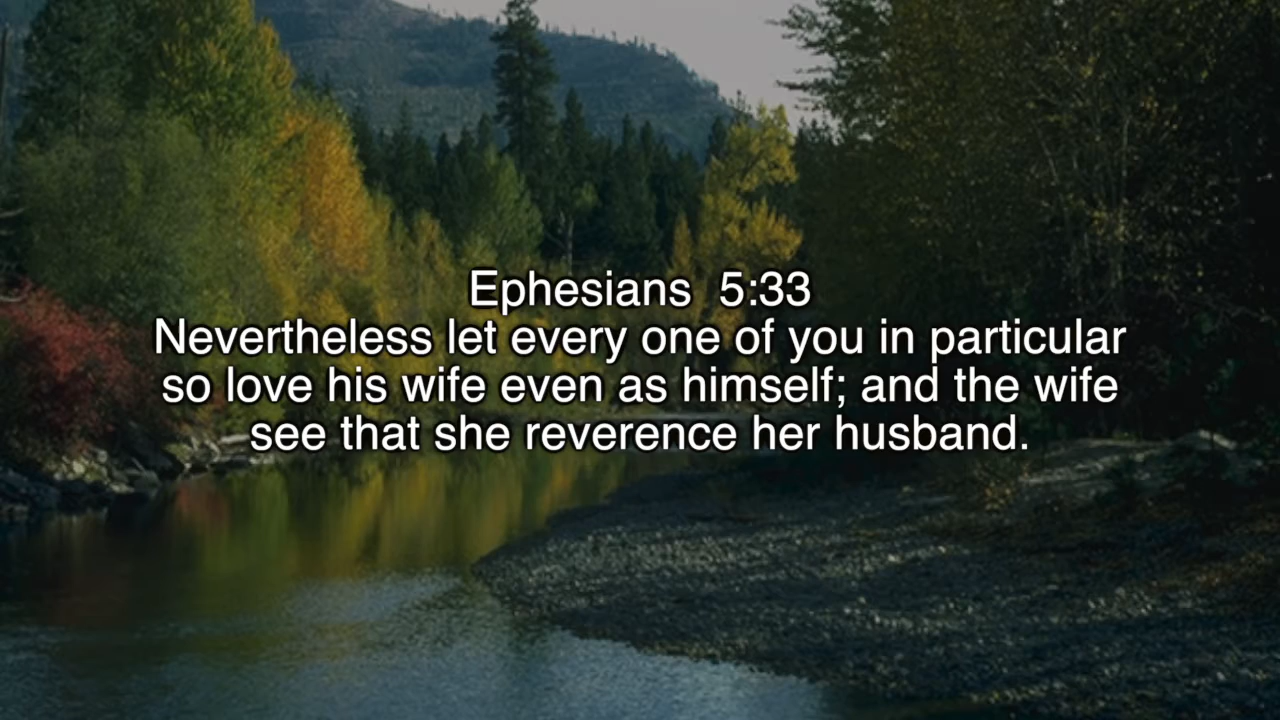 Ephesians 5:33
Nevertheless let every one of you in particular
so love his wife even as himself; and the wife
see that she reverence her husband.